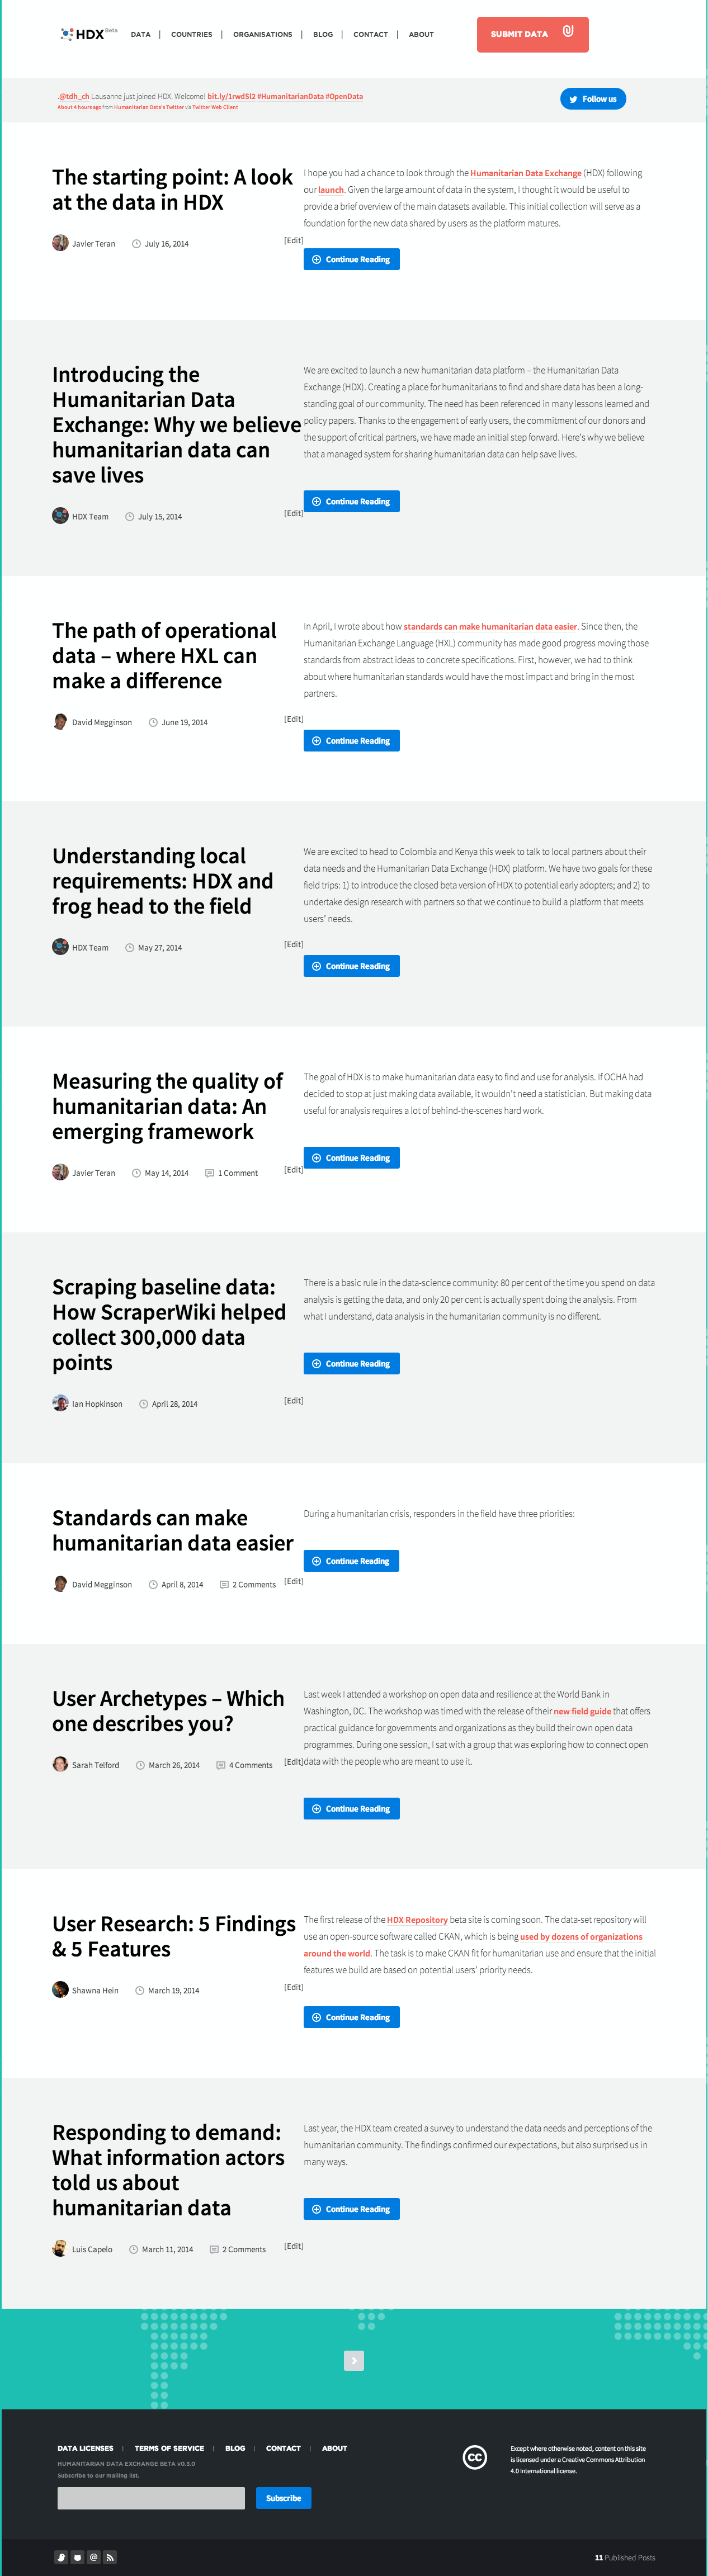 HDX Beta
DATA | COUNTRIES | ORGANISATIONS | BLOG | CONTACT | ABOUT
SUBMIT DATA
.@tdh_ch Lausanne just joined HDX. Welcome! bit.ly/1rwdSl2 #HumanitarianData #OpenData
About 4 hours ago from Humanitarian Data's Twitter via Twitter Web Client
Follow us
The starting point: A look
at the data in HDX
Javier Teran July 16, 2014
[Edit]
I hope you had a chance to look through the Humanitarian Data Exchange (HDX) following
our launch. Given the large amount of data in the system, I thought it would be useful to
provide a brief overview of the main datasets available. This initial collection will serve as a
foundation for the new data shared by users as the platform matures.
Continue Reading
Introducing the
Humanitarian Data
Exchange: Why we believe
humanitarian data can
save lives
HDX Team July 15, 2014
[Edit]
We are excited to launch a new humanitarian data platform – the Humanitarian Data
Exchange (HDX). Creating a place for humanitarians to find and share data has been a long-
standing goal of our community. The need has been referenced in many lessons learned and
policy papers. Thanks to the engagement of early users, the commitment of our donors and
the support of critical partners, we have made an initial step forward. Here's why we believe
that a managed system for sharing humanitarian data can help save lives.
Continue Reading
The path of operational
data – where HXL can
make a difference
David Megginson June 19, 2014
[Edit]
In April, I wrote about how standards can make humanitarian data easier. Since then, the
Humanitarian Exchange Language (HXL) community has made good progress moving those
standards from abstract ideas to concrete specifications. First, however, we had to think
about where humanitarian standards would have the most impact and bring in the most
partners.
Continue Reading
Understanding local
requirements: HDX and
frog head to the field
HDX Team May 27, 2014
[Edit]
We are excited to head to Colombia and Kenya this week to talk to local partners about their
data needs and the Humanitarian Data Exchange (HDX) platform. We have two goals for these
field trips: 1) to introduce the closed beta version of HDX to potential early adopters; and 2) to
undertake design research with partners so that we continue to build a platform that meets
users' needs.
Continue Reading
Measuring the quality of
humanitarian data: An
emerging framework
Javier Teran May 14, 2014 1 Comment
[Edit]
The goal of HDX is to make humanitarian data easy to find and use for analysis. If OCHA had
decided to stop at just making data available, it wouldn't need a statistician. But making data
useful for analysis requires a lot of behind-the-scenes hard work.
Continue Reading
Scraping baseline data:
How ScraperWiki helped
collect 300,000 data
points
Ian Hopkinson April 28, 2014
[Edit]
There is a basic rule in the data-science community: 80 per cent of the time you spend on data
analysis is getting the data, and only 20 per cent is actually spent doing the analysis. From
what I understand, data analysis in the humanitarian community is no different.
Continue Reading
Standards can make
humanitarian data easier
David Megginson April 8, 2014 2 Comments
[Edit]
During a humanitarian crisis, responders in the field have three priorities:
Continue Reading
User Archetypes – Which
one describes you?
Sarah Telford March 26, 2014 4 Comments
[Edit]
Last week I attended a workshop on open data and resilience at the World Bank in
Washington, DC. The workshop was timed with the release of their new field guide that offers
practical guidance for governments and organizations as they build their own open data
programmes. During one session, I sat with a group that was exploring how to connect open
data with the people who are meant to use it.
Continue Reading
User Research: 5 Findings
& 5 Features
Shawna Hein March 19, 2014
[Edit]
The first release of the HDX Repository beta site is coming soon. The data-set repository will
use an open-source software called CKAN, which is being used by dozens of organizations
around the world. The task is to make CKAN fit for humanitarian use and ensure that the initial
features we build are based on potential users' priority needs.
Continue Reading
Responding to demand:
What information actors
told us about
humanitarian data
Luis Capelo March 11, 2014 2 Comments
[Edit]
Last year, the HDX team created a survey to understand the data needs and perceptions of the
humanitarian community. The findings confirmed our expectations, but also surprised us in
many ways.
Continue Reading
DATA LICENSES | TERMS OF SERVICE | BLOG | CONTACT | ABOUT
HUMANITARIAN DATA EXCHANGE BETA v0.3.0
Subscribe to our mailing list.
Subscribe
cc
Except where otherwise noted, content on this site
is licensed under a Creative Commons Attribution
4.0 International license.
11 Published Posts